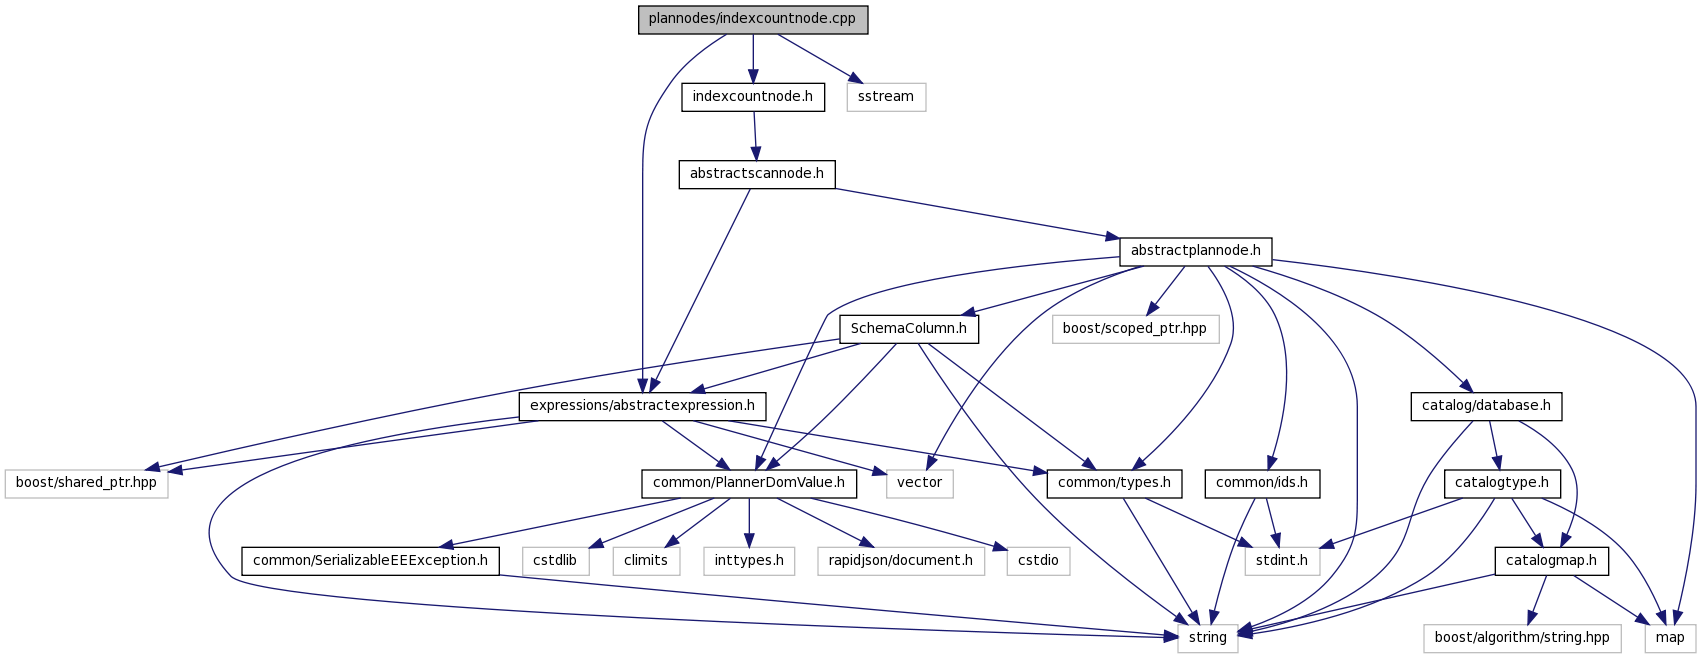 plannodes/indexcountnode.cpp
indexcountnode.h
sstream
abstractscannode.h
abstractplannode.h
SchemaColumn.h
boost/scoped_ptr.hpp
expressions/abstractexpression.h
catalog/database.h
boost/shared_ptr.hpp
common/PlannerDomValue.h
vector
common/types.h
common/ids.h
catalogtype.h
common/SerializableEEException.h
cstdlib
climits
inttypes.h
rapidjson/document.h
cstdio
stdint.h
catalogmap.h
string
boost/algorithm/string.hpp
map